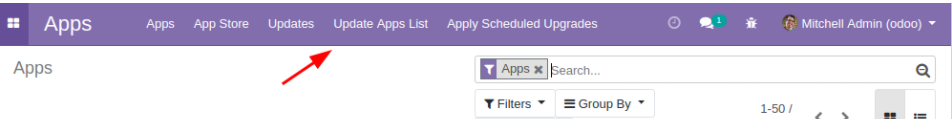 Apps Apps App Store Updates Update Apps List Apply Scheduled Upgrades 1 Mitchell Admin (odoo)
Apps Apps Search...
Filters Group By 1-50 /